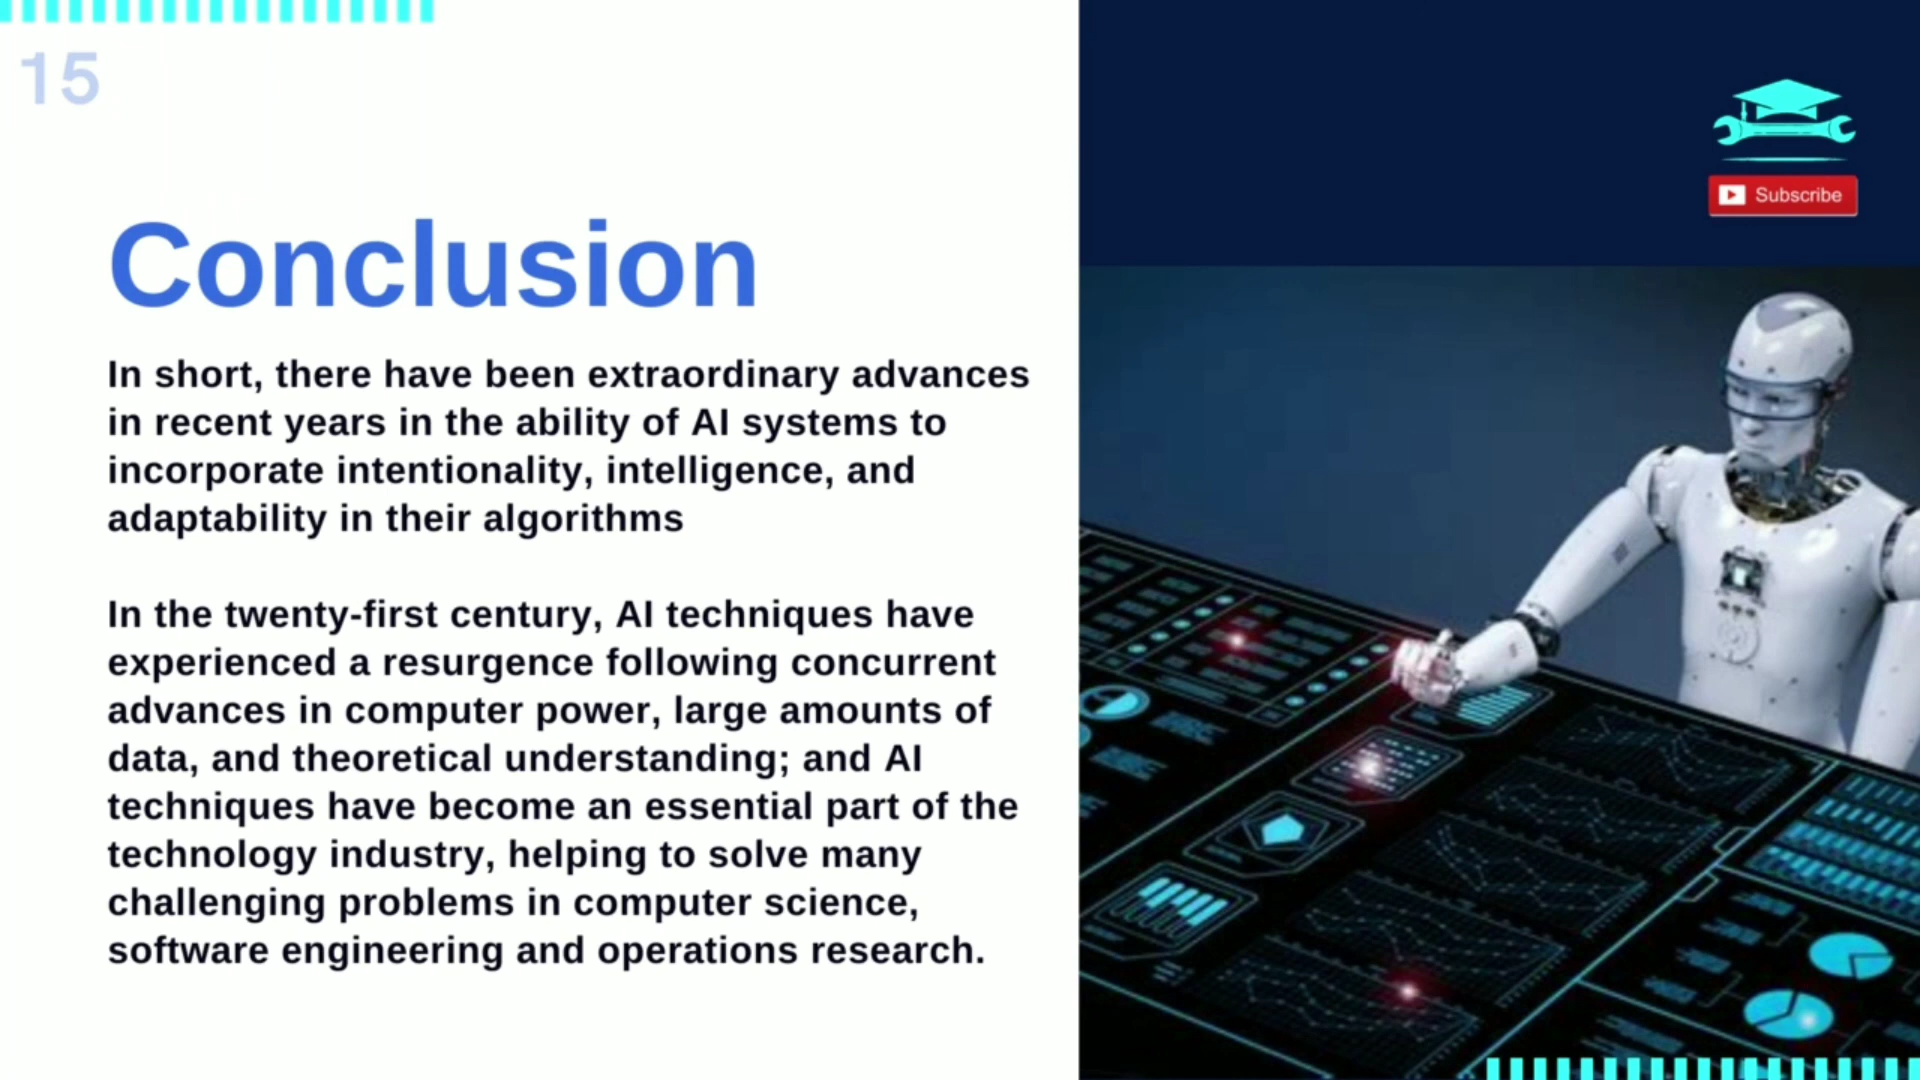 15
Subscribe
Conclusion
In short, there have been extraordinary advances
in recent years in the ability of AI systems to
incorporate intentionality, intelligence, and
adaptability in their algorithms
In the twenty-first century, AI techniques have
experienced a resurgence following concurrent
advances in computer power, large amounts of
data, and theoretical understanding; and AI
techniques have become an essential part of the
technology industry, helping to solve many
challenging problems in computer science,
software engineering and operations research.